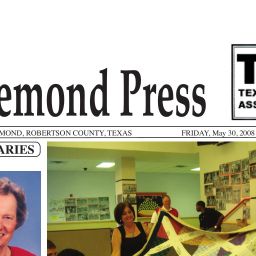 emond Press
T
TEX
ASS
MOND, ROBERTSON COUNTY, TEXAS
FRIDAY, May 30, 2008
ARIES